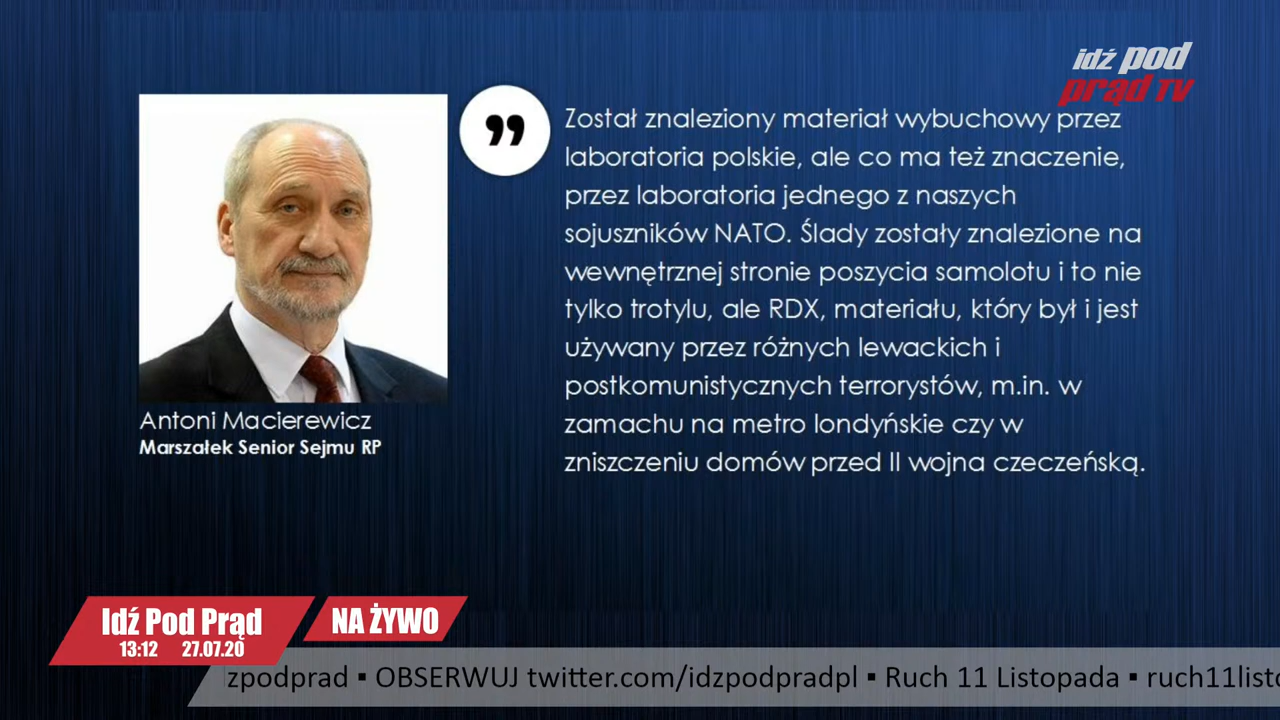 idź pod
prąd TV
Został znaleziony materiał wybuchowy przez
laboratoria polskie, ale co ma też znaczenie,
przez laboratoria jednego z naszych
sojuszników NATO. Ślady zostały znalezione na
wewnętrznej stronie poszycia samolotu i to nie
tylko trotylu, ale RDX, materiału, który był i jest
używany przez różnych lewackich i
postkomunistycznych terrorystów, m.in. w
zamachu na metro londyńskie czy w
zniszczeniu domów przed II wojna czeczeńską.
Antoni Macierewicz
Marszałek Senior Sejmu RP
Idź Pod Prąd
13:12 27.07.20
NA ŻYWO
zpodprad ▪ OBSERWUJ twitter.com/idzpodpradpl ▪ Ruch 11 Listopada ▪ ruch11listo